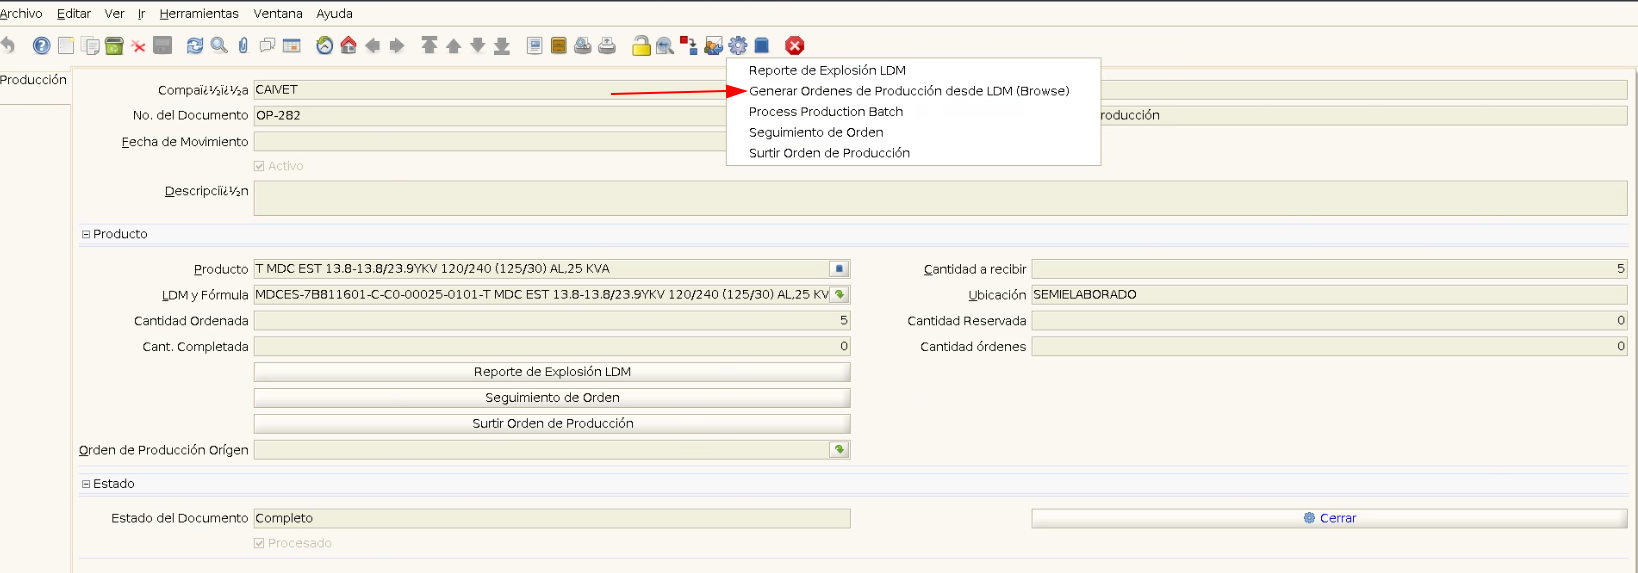 Archivo Editar Ver Ir Herramientas Ventana Ayuda
Producción
Reporte de Explosión LDM
Generar Ordenes de Producción desde LDM (Browse)
Process Production Batch
Seguimiento de Orden
Surtir Orden de Producción
Compaï¿½ï¿½a CAIVET
No. del Documento OP-282 roducción
Fecha de Movimiento
Activo
Descripciï¿½n
Producto
Producto T MDC EST 13.8-13.8/23.9YKV 120/240 (125/30) AL,25 KVA Cantidad a recibir 5
LDM y Fórmula MDCES-7B811601-C-C0-00025-0101-T MDC EST 13.8-13.8/23.9YKV 120/240 (125/30) AL,25 KV Ubicación SEMIELABORADO
Cantidad Ordenada 5 Cantidad Reservada 0
Cant. Completada 0 Cantidad órdenes 0
Reporte de Explosión LDM
Seguimiento de Orden
Surtir Orden de Producción
Orden de Producción Orígen
Estado
Estado del Documento Completo Cerrar
Procesado